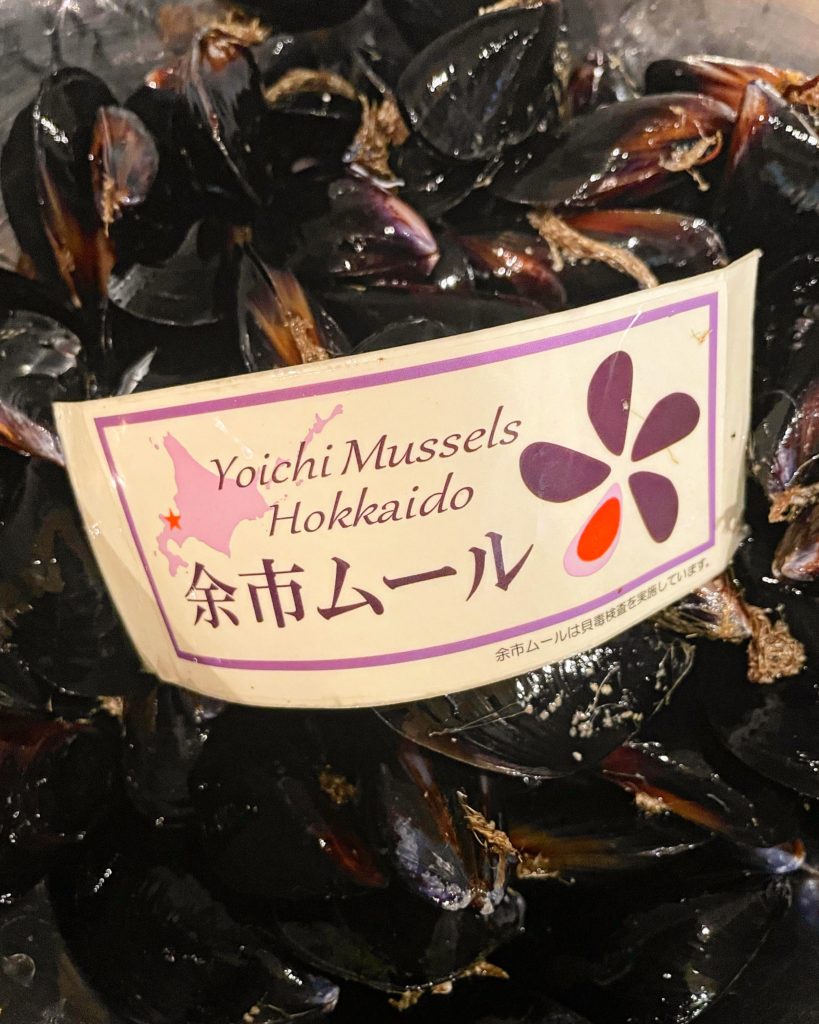 Yoichi Mussels
Hokkaido
余市ムール
余市ムールは貝毒検査を実施しています。